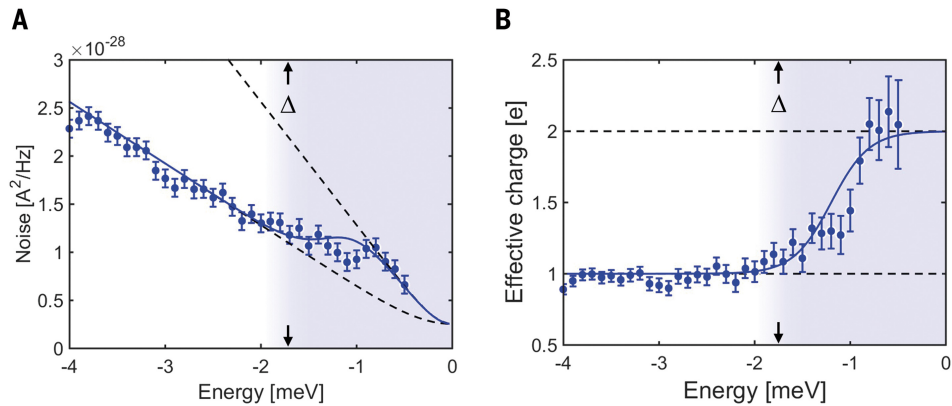 A
B
×10⁻²⁸
3
2.5
2
1.5
1
0.5
0
Noise [A²/Hz]
Δ
-4
-3
-2
-1
0
Energy [meV]
2.5
2
1.5
1
0.5
Effective charge [e]
Δ
-4
-3
-2
-1
0
Energy [meV]